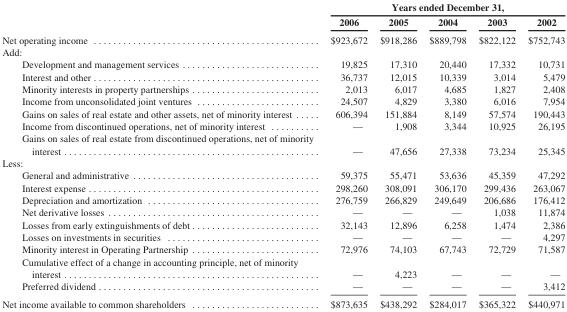 Years ended December 31,
2006 2005 2004 2003 2002
Net operating income $923,672 $918,286 $889,798 $822,122 $752,743
Add:
Development and management services 19,825 17,310 20,440 17,332 10,731
Interest and other 36,737 12,015 10,339 3,014 5,479
Minority interests in property partnerships 2,013 6,017 4,685 1,827 2,408
Income from unconsolidated joint ventures 24,507 4,829 3,380 6,016 7,954
Gains on sales of real estate and other assets, net of minority interest 606,394 151,884 8,149 57,574 190,443
Income from discontinued operations, net of minority interest — 1,908 3,344 10,925 26,195
Gains on sales of real estate from discontinued operations, net of minority
interest — 47,656 27,338 73,234 25,345
Less:
General and administrative 59,375 55,471 53,636 45,359 47,292
Interest expense 298,260 308,091 306,170 299,436 263,067
Depreciation and amortization 276,759 266,829 249,649 206,686 176,412
Net derivative losses — — — 1,038 11,874
Losses from early extinguishments of debt 32,143 12,896 6,258 1,474 2,386
Losses on investments in securities — — — — 4,297
Minority interest in Operating Partnership 72,976 74,103 67,743 72,729 71,587
Cumulative effect of a change in accounting principle, net of minority
interest — 4,223 — — —
Preferred dividend — — — — 3,412
Net income available to common shareholders $873,635 $438,292 $284,017 $365,322 $440,971